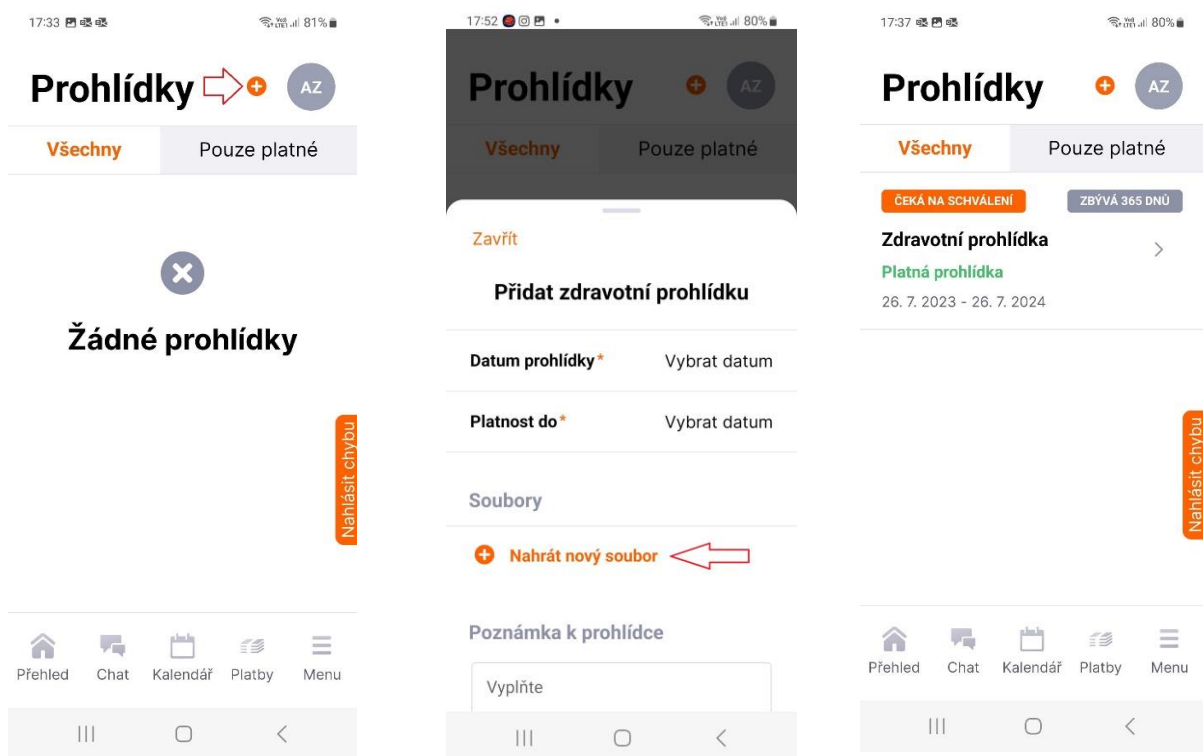 17:33
81%
Prohlídky
AZ
Všechny Pouze platné
Žádné prohlídky
Nahlásit chybu
Přehled Chat Kalendář Platby Menu
17:52
80%
Prohlídky
AZ
Všechny Pouze platné
Zavřít
Přidat zdravotní prohlídku
Datum prohlídky* Vybrat datum
Platnost do* Vybrat datum
Soubory
Nahrát nový soubor
Poznámka k prohlídce
Vyplňte
17:37
80%
Prohlídky
AZ
Všechny Pouze platné
ČEKÁ NA SCHVÁLENÍ ZBÝVÁ 365 DNŮ
Zdravotní prohlídka
Platná prohlídka
26. 7. 2023 - 26. 7. 2024
Nahlásit chybu
Přehled Chat Kalendář Platby Menu